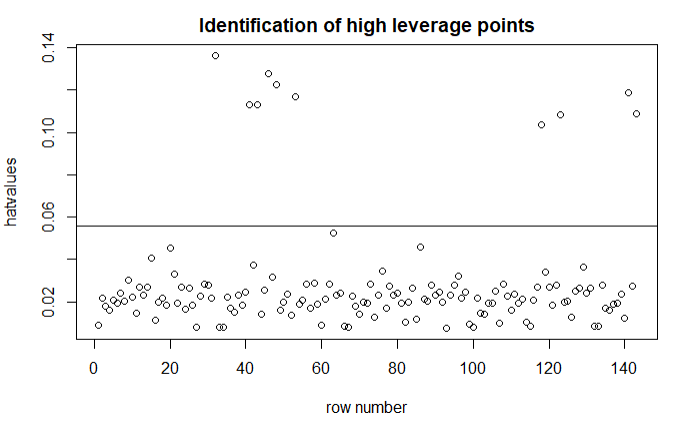 Identification of high leverage points
hatvalues
0.14
0.10
0.06
0.02
0 20 40 60 80 100 120 140
row number